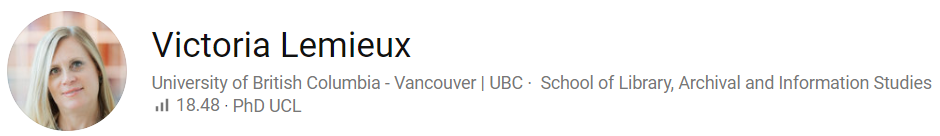 Victoria Lemieux
University of British Columbia - Vancouver | UBC · School of Library, Archival and Information Studies
18.48 · PhD UCL